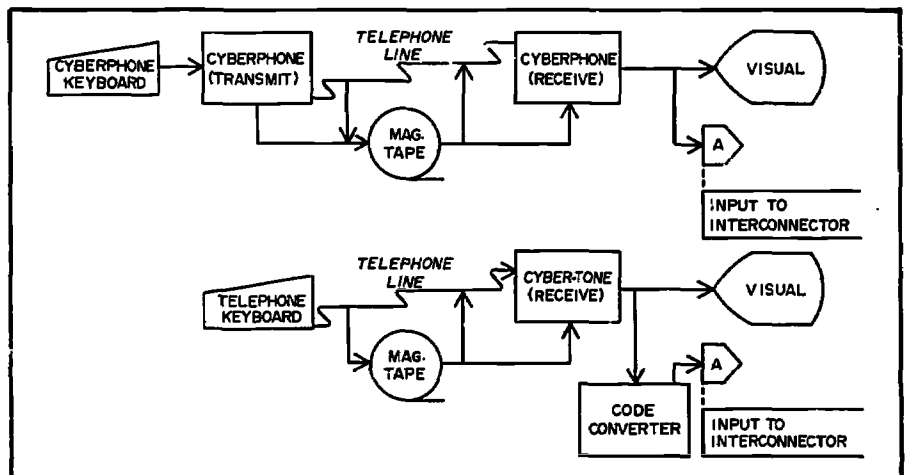 CYBERPHONE
KEYBOARD
CYBERPHONE
(TRANSMIT)
TELEPHONE
LINE
MAG.
TAPE
CYBERPHONE
(RECEIVE)
VISUAL
A
INPUT TO
INTERCONNECTOR
TELEPHONE
KEYBOARD
TELEPHONE
LINE
MAG.
TAPE
CYBER-TONE
(RECEIVE)
VISUAL
CODE
CONVERTER
A
INPUT TO
INTERCONNECTOR